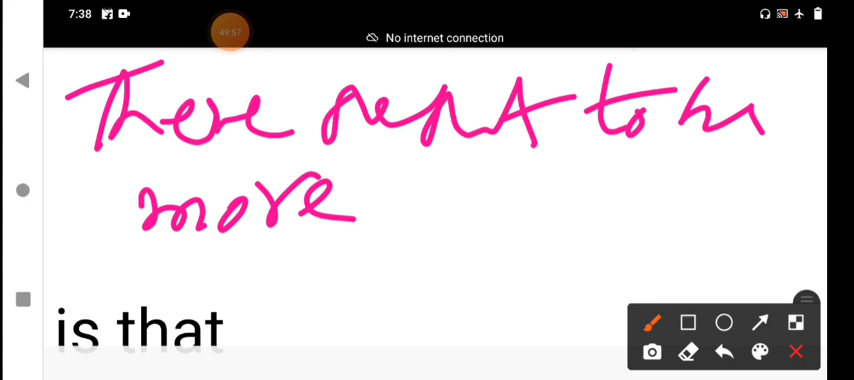 7:38
49:57
No internet connection
There to
more
is that